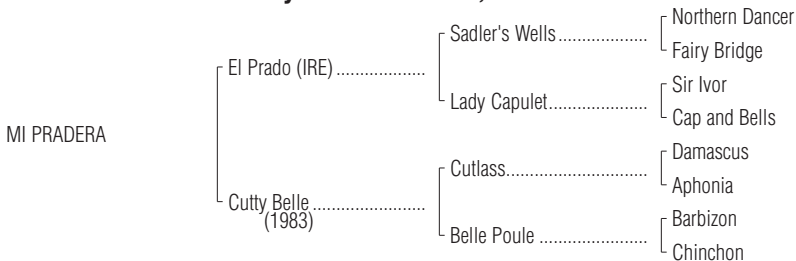 Northern Dancer
Sadler's Wells....................
Fairy Bridge
El Prado (IRE) ...................
Sir Ivor
Lady Capulet......................
Cap and Bells
MI PRADERA
Damascus
Cutlass................................
Aphonia
Cutty Belle ........................
(1983)
Barbizon
Belle Poule ........................
Chinchon